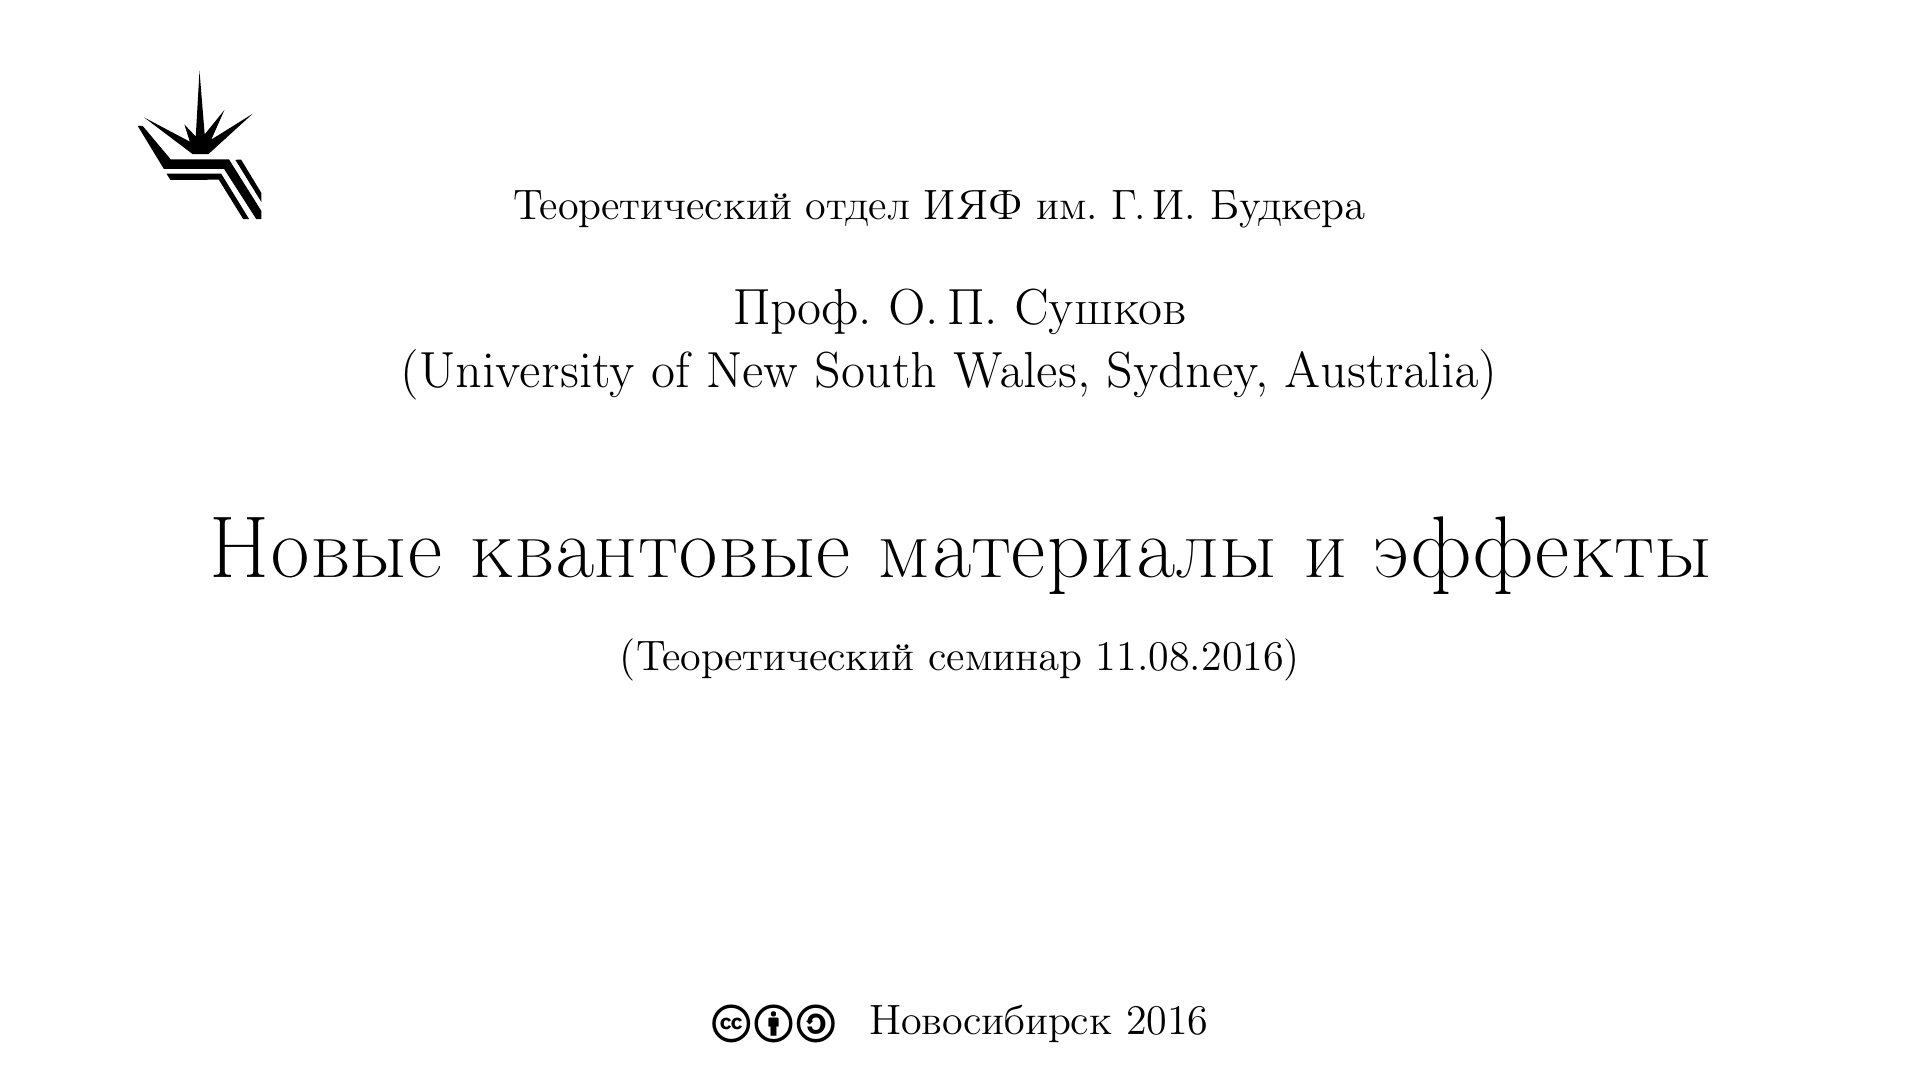 Теоретический отдел ИЯФ им. Г. И. Будкера
Проф. О. П. Сушков
(University of New South Wales, Sydney, Australia)
Новые квантовые материалы и эффекты
(Теоретический семинар 11.08.2016)
cc Новосибирск 2016